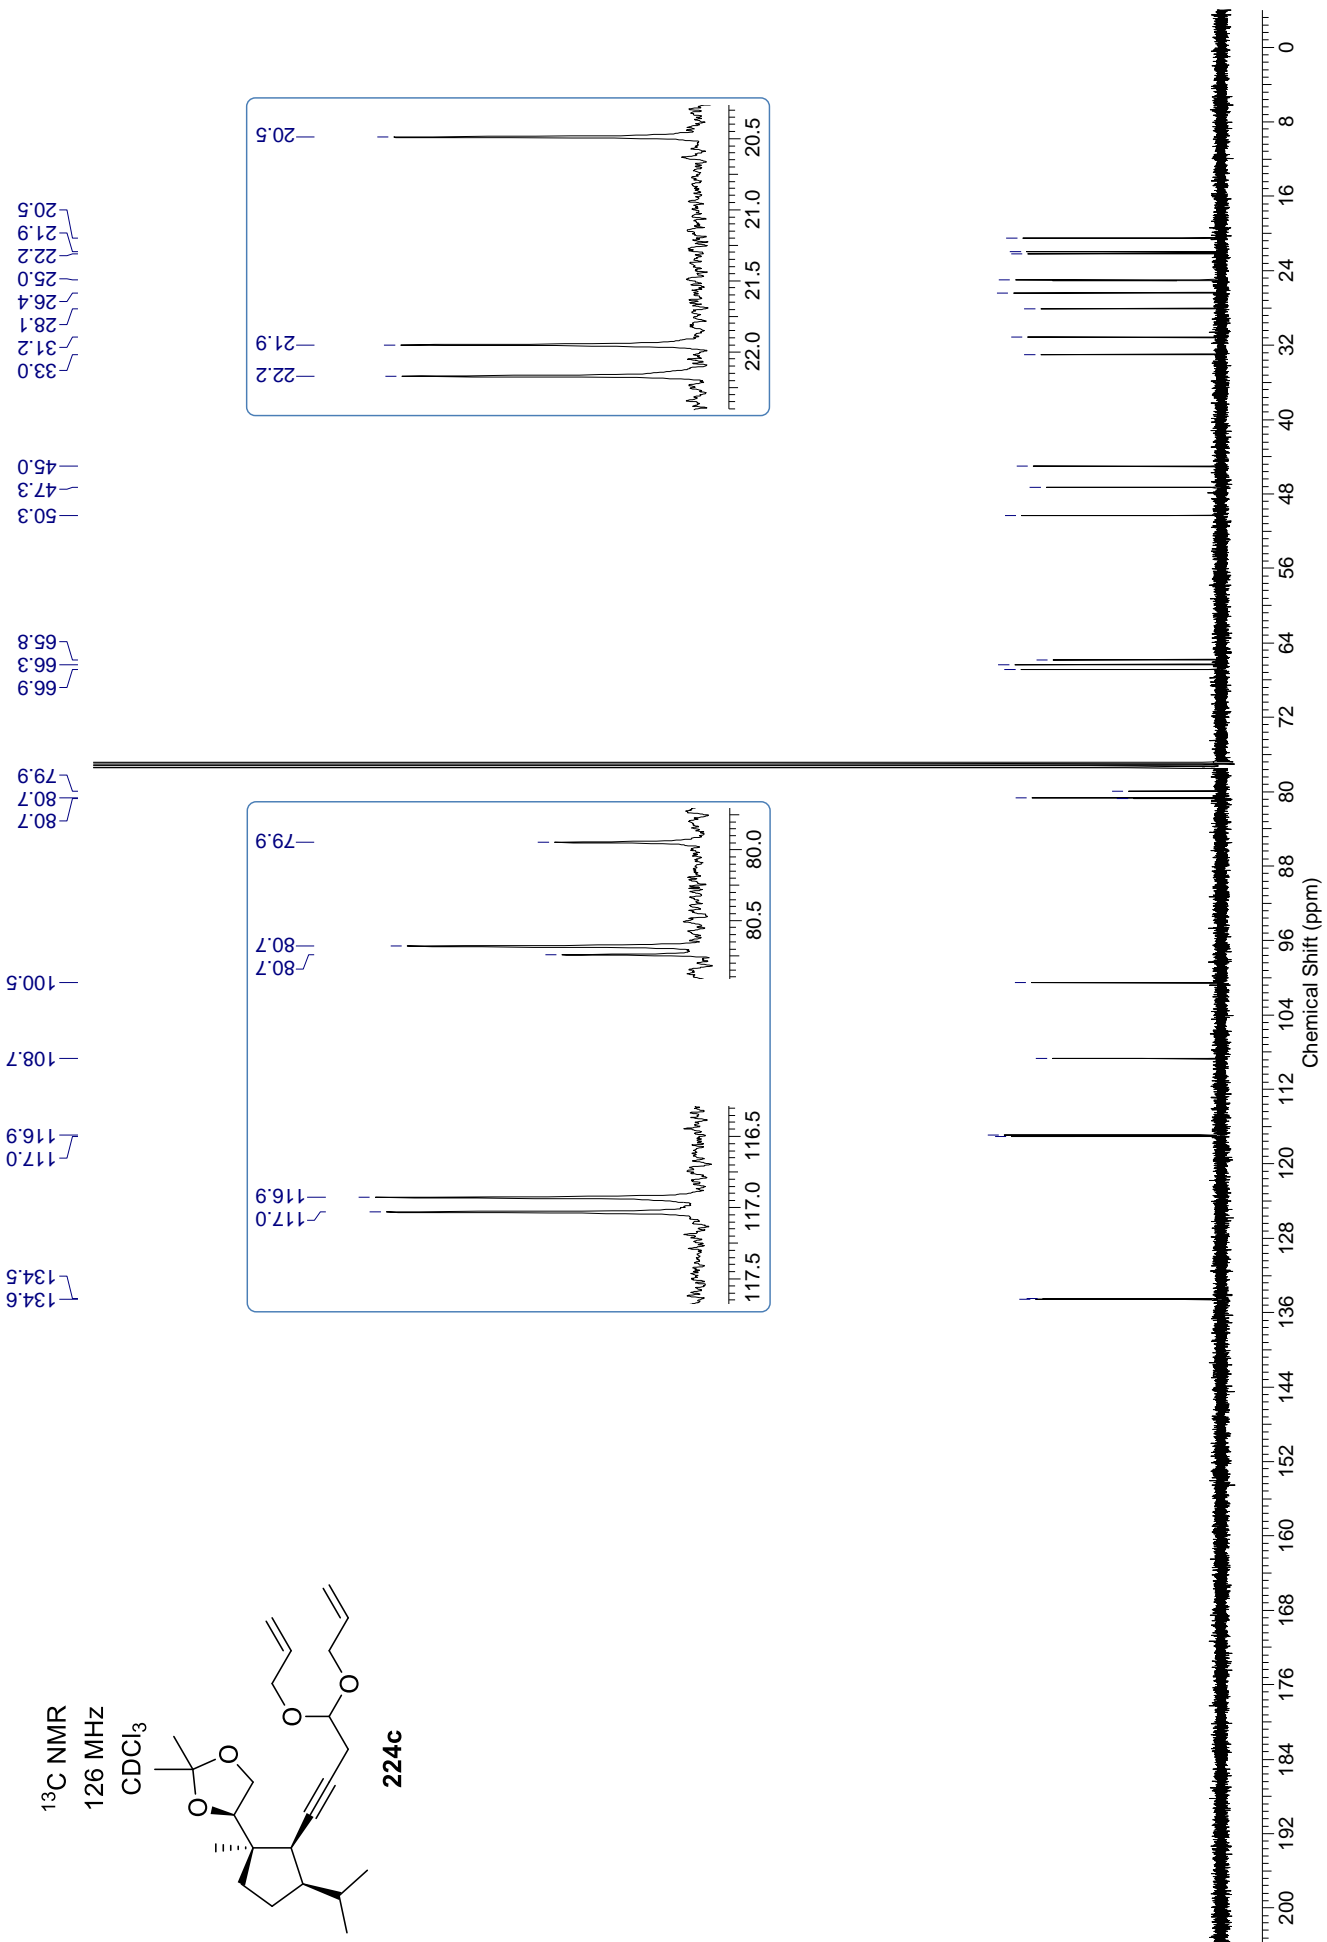 ¹³C NMR
126 MHz
CDCl₃
O
O
O
O
224c
134.6
134.5
117.0
116.9
108.7
100.5
80.7
80.7
79.9
66.9
66.3
65.8
50.3
47.3
45.0
33.0
31.2
28.1
26.4
25.0
22.2
21.9
20.5
117.0
116.9
80.7
80.7
79.9
117.5 117.0 116.5 80.5 80.0
22.2
21.9
20.5
22.0 21.5 21.0 20.5
200 192 184 176 168 160 152 144 136 128 120 112 104 96 88 80 72 64 56 48 40 32 24 16 8 0
Chemical Shift (ppm)